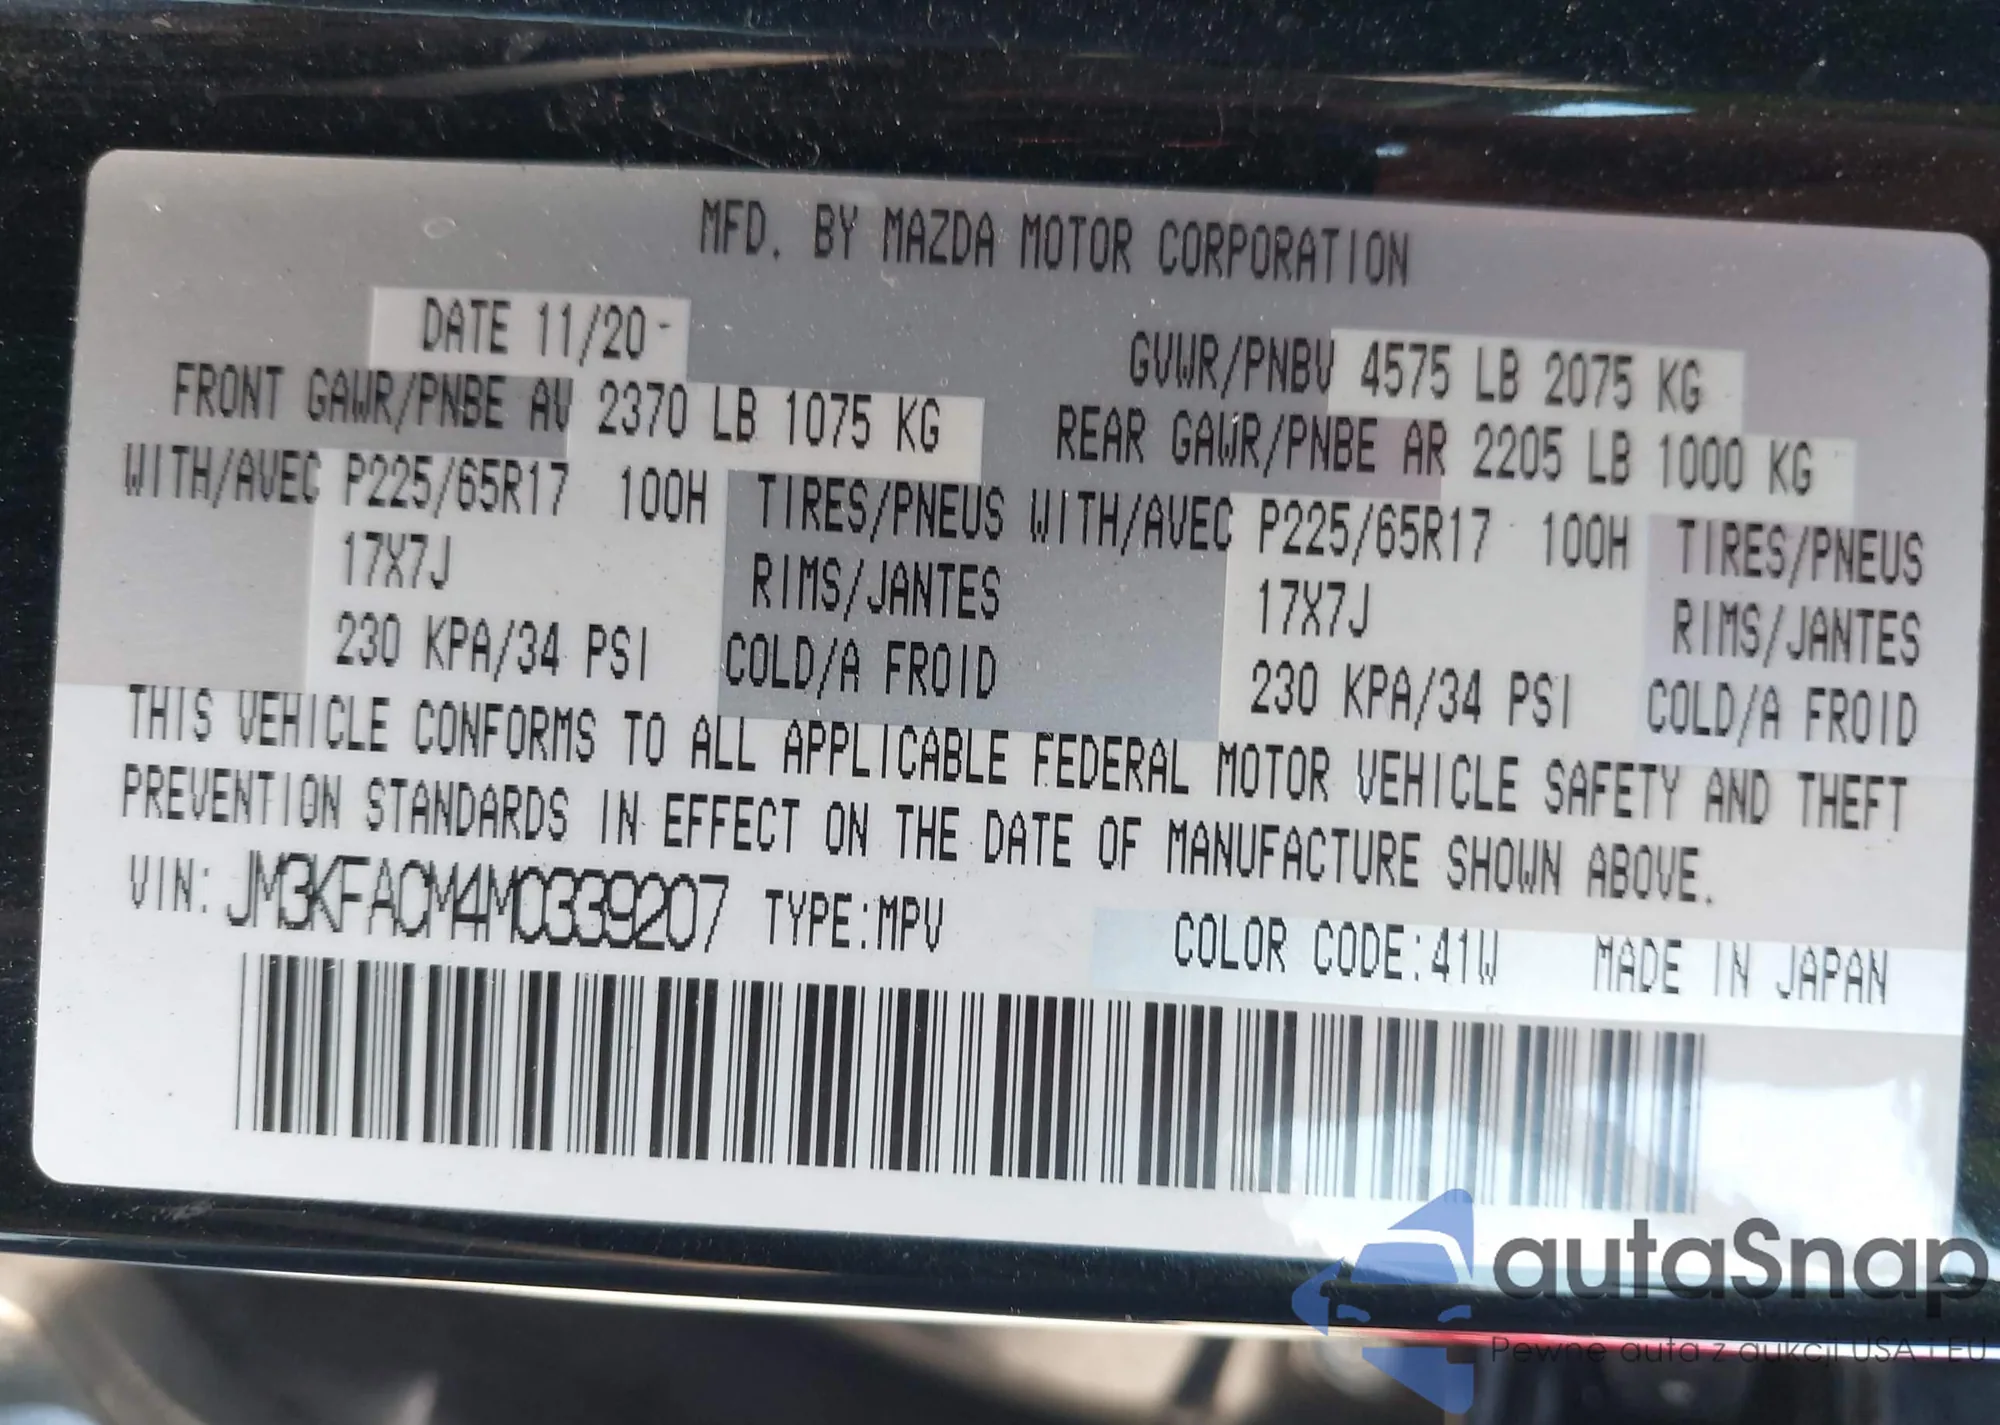 MFD. BY MAZDA MOTOR CORPORATION
DATE 11/20 GVWR/PNBV 4575 LB 2075 KG
FRONT GAWR/PNBE AV 2370 LB 1075 KG REAR GAWR/PNBE AR 2205 LB 1000 KG
WITH/AVEC P225/65R17 100H TIRES/PNEUS WITH/AVEC P225/65R17 100H TIRES/PNEUS
17X7J RIMS/JANTES 17X7J RIMS/JANTES
230 KPA/34 PSI COLD/A FROID 230 KPA/34 PSI COLD/A FROID
THIS VEHICLE CONFORMS TO ALL APPLICABLE FEDERAL MOTOR VEHICLE SAFETY AND THEFT
PREVENTION STANDARDS IN EFFECT ON THE DATE OF MANUFACTURE SHOWN ABOVE.
VIN: JM3KFACM4M0339207 TYPE:MPV COLOR CODE:41W MADE IN JAPAN
autaSnap
Pewne auta z aukcji USA i EU